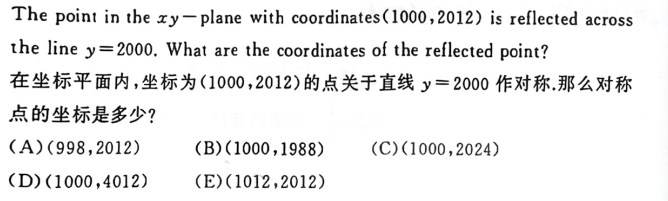 The point in the xy-plane with coordinates(1000,2012) is reflected across
the line y=2000. What are the coordinates of the reflected point?
在坐标平面内,坐标为(1000,2012)的点关于直线 y=2000 作对称.那么对称
点的坐标是多少?
(A)(998,2012) (B)(1000,1988) (C)(1000,2024)
(D)(1000,4012) (E)(1012,2012)